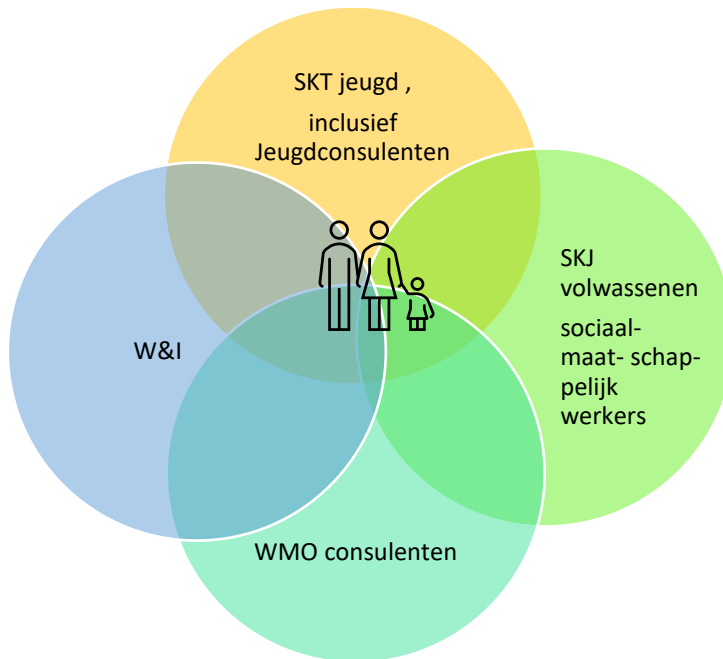 SKT jeugd ,
inclusief
Jeugdconsulenten
SKJ
volwassenen
sociaal-
maat- schap-
pelijk
werkers
W&I
WMO consulenten